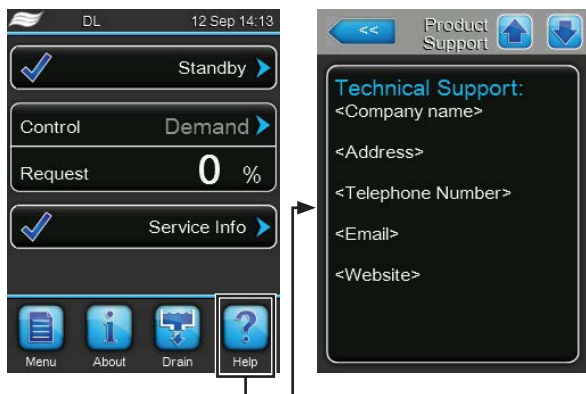 DL 12 Sep 14:13
Standby
Control Demand
Request 0 %
Service Info
Menu About Drain Help
<< Product Support
Technical Support:
<Company name>
<Address>
<Telephone Number>
<Email>
<Website>